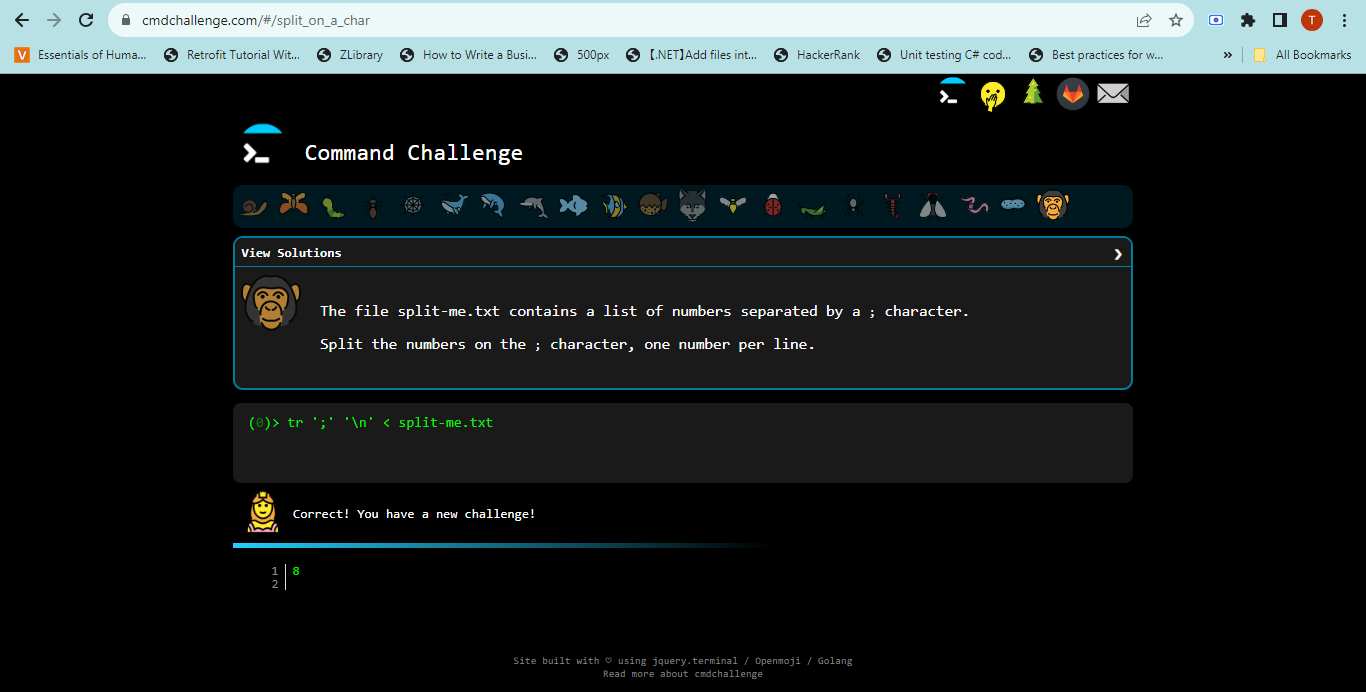 cmdchallenge.com/#/split_on_a_char
T
V Essentials of Huma... Retrofit Tutorial Wit... ZLibrary How to Write a Busi... 500px 【.NET】Add files int... HackerRank Unit testing C# cod... Best practices for w... » All Bookmarks
Command Challenge
View Solutions
The file split-me.txt contains a list of numbers separated by a ; character.
Split the numbers on the ; character, one number per line.
(0)> tr ';' '\n' < split-me.txt
Correct! You have a new challenge!
1 8
2
Site built with ♡ using jquery.terminal / Openmoji / Golang
Read more about cmdchallenge